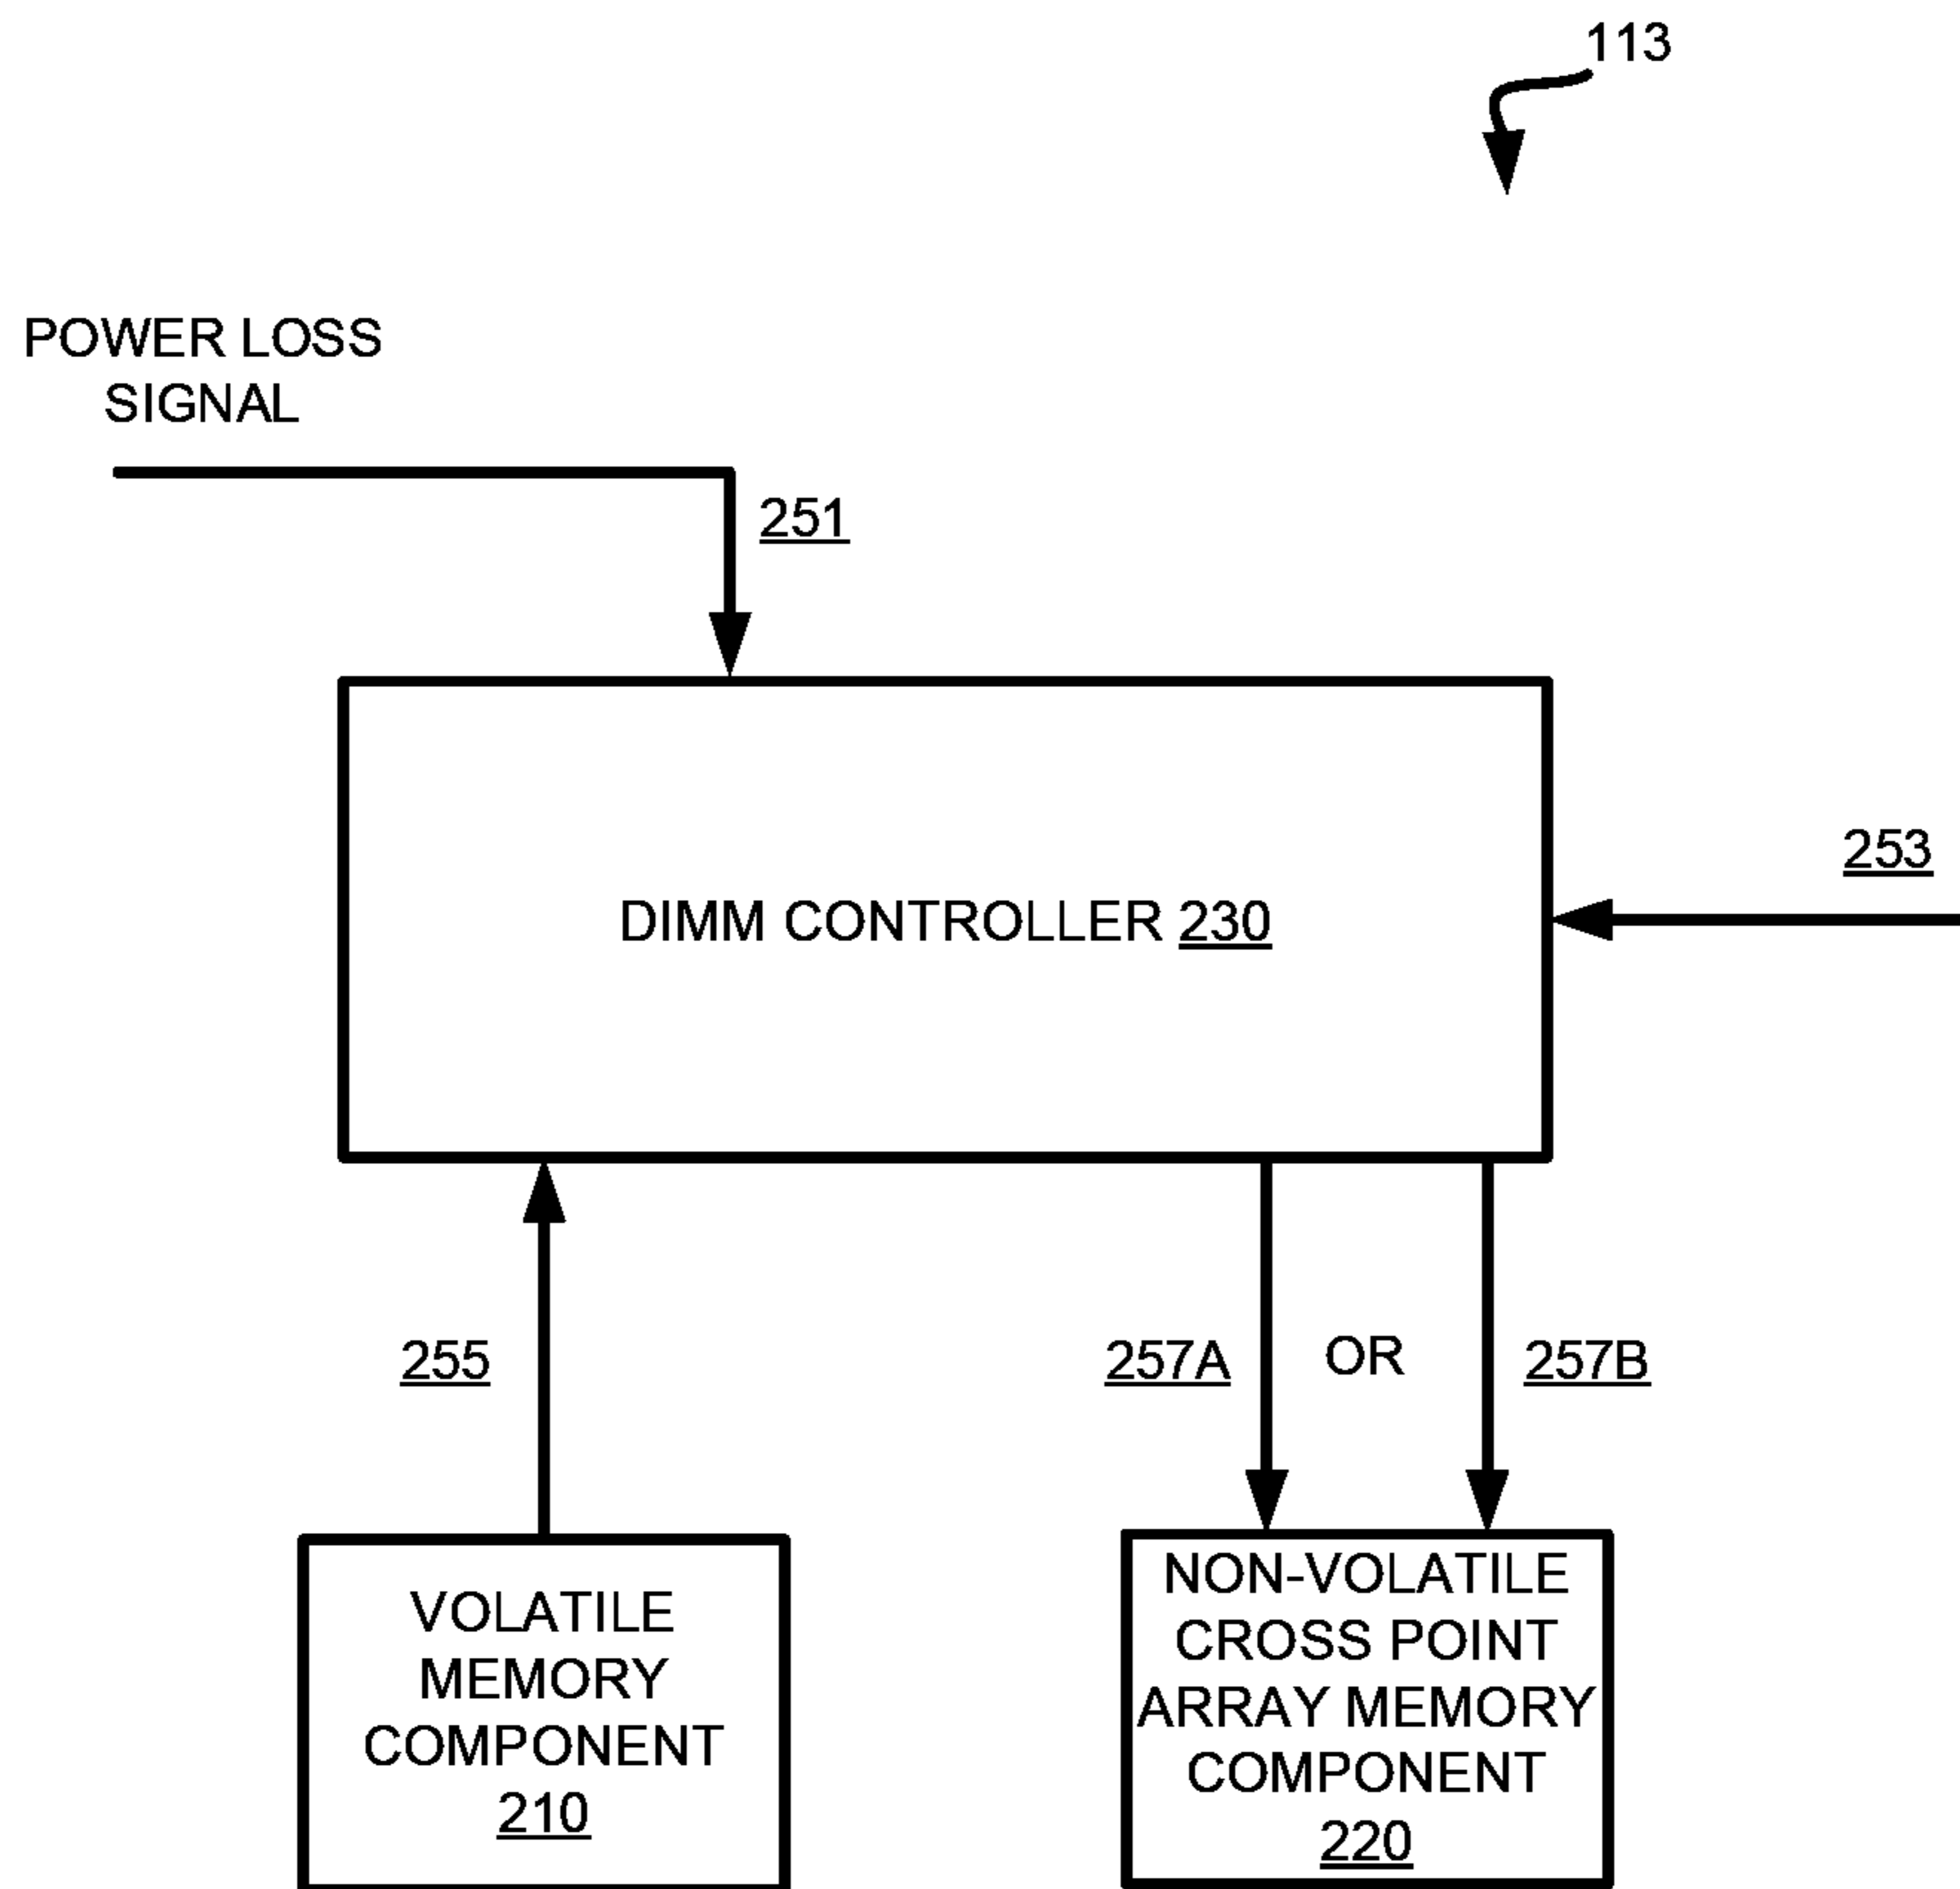 113
POWER LOSS
SIGNAL
251
253
DIMM CONTROLLER 230
255
257A OR 257B
VOLATILE
MEMORY
COMPONENT
210
NON-VOLATILE
CROSS POINT
ARRAY MEMORY
COMPONENT
220